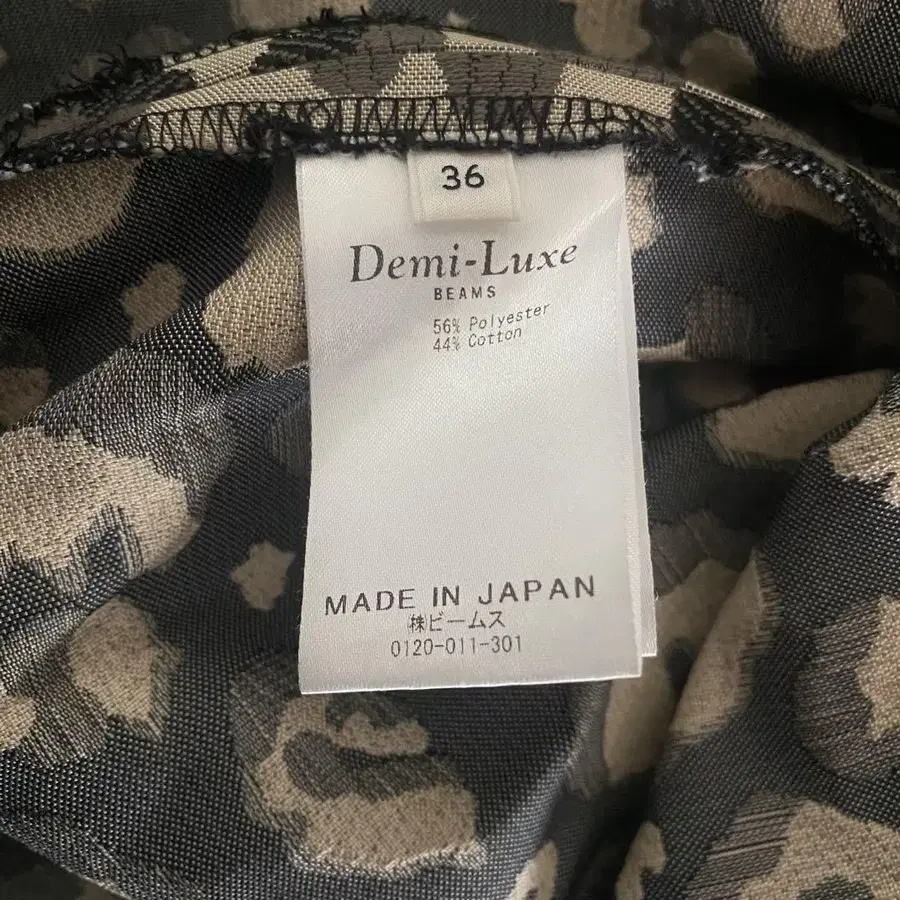 36
Demi-Luxe
BEAMS
56% Polyester
44% Cotton
MADE IN JAPAN
㈱ビームス
0120-011-301